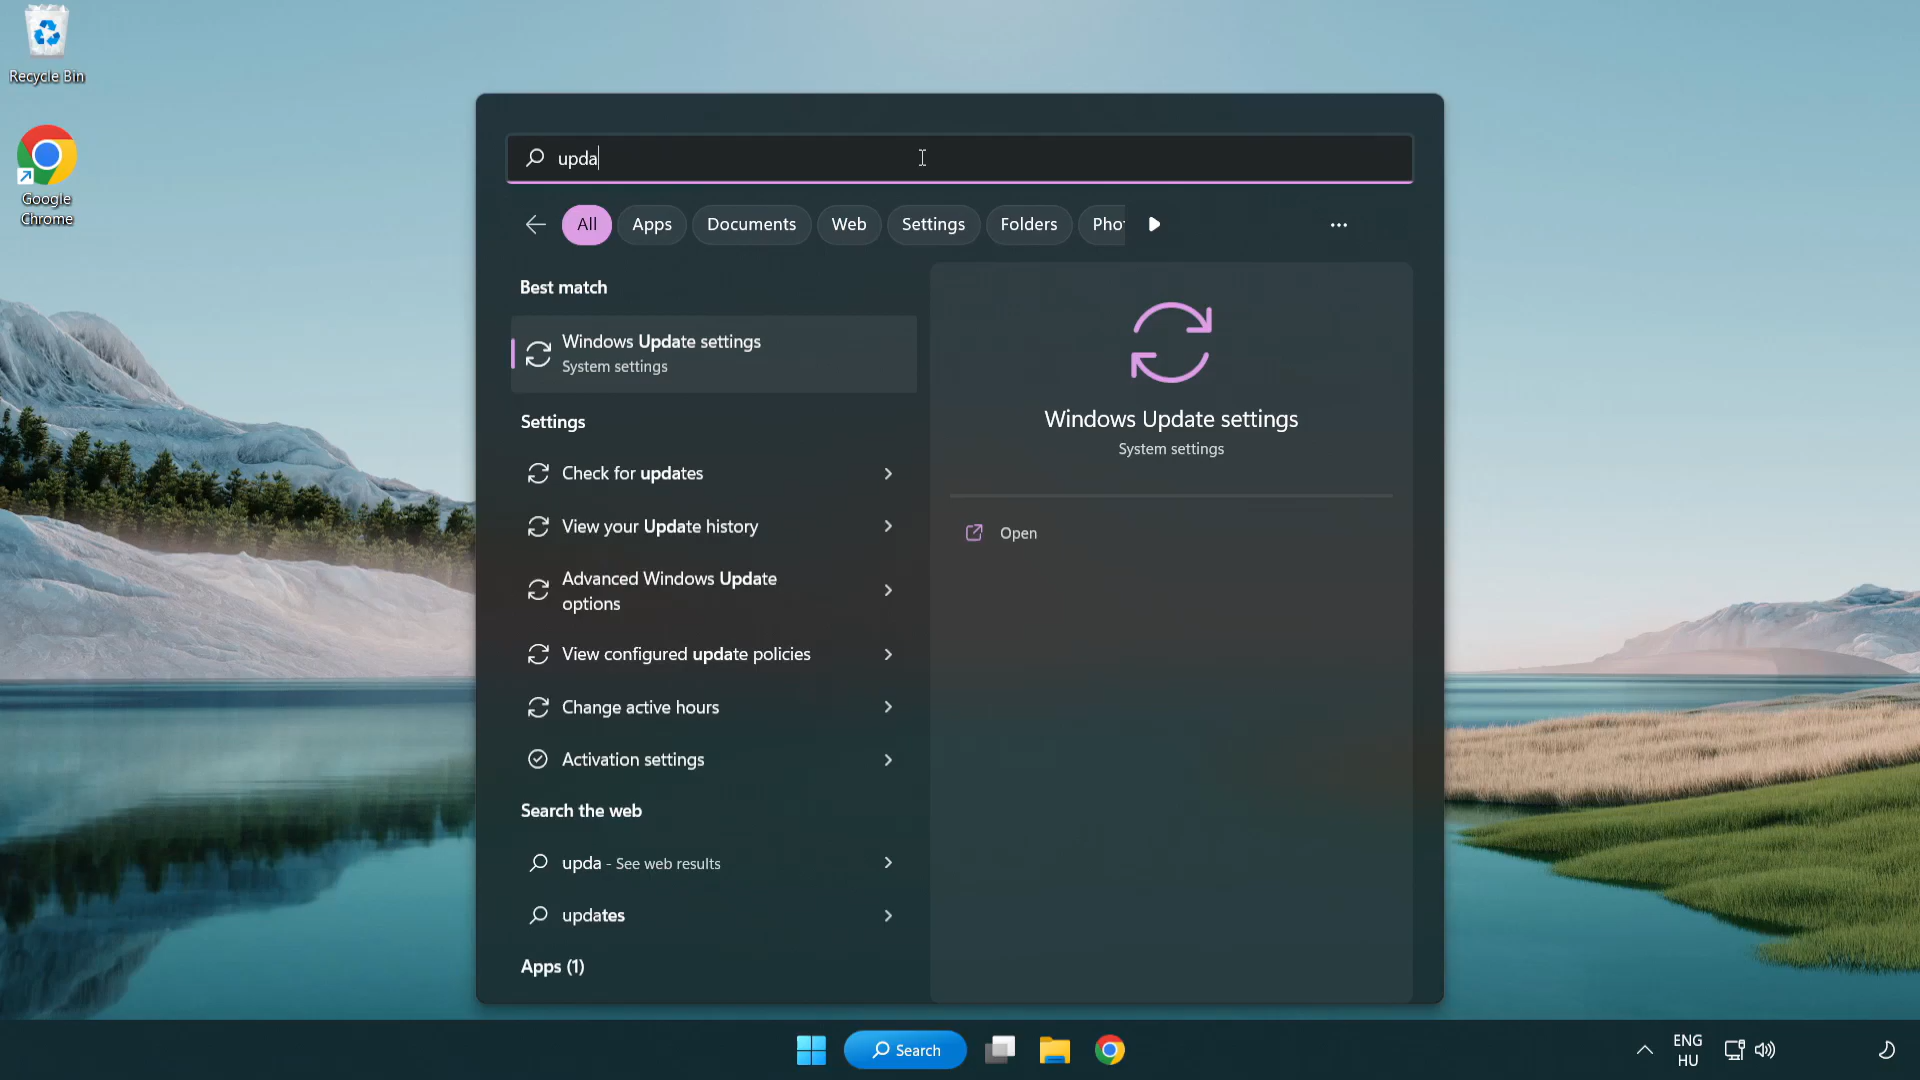 Recycle Bin
Google
Chrome
upda
All
Apps
Documents
Web
Settings
Folders
Pho
Best match
Windows Update settings
System settings
Settings
Check for updates
View your Update history
Advanced Windows Update
options
View configured update policies
Change active hours
Activation settings
Search the web
upda - See web results
updates
Apps (1)
Windows Update settings
System settings
Open
Search
ENG
HU